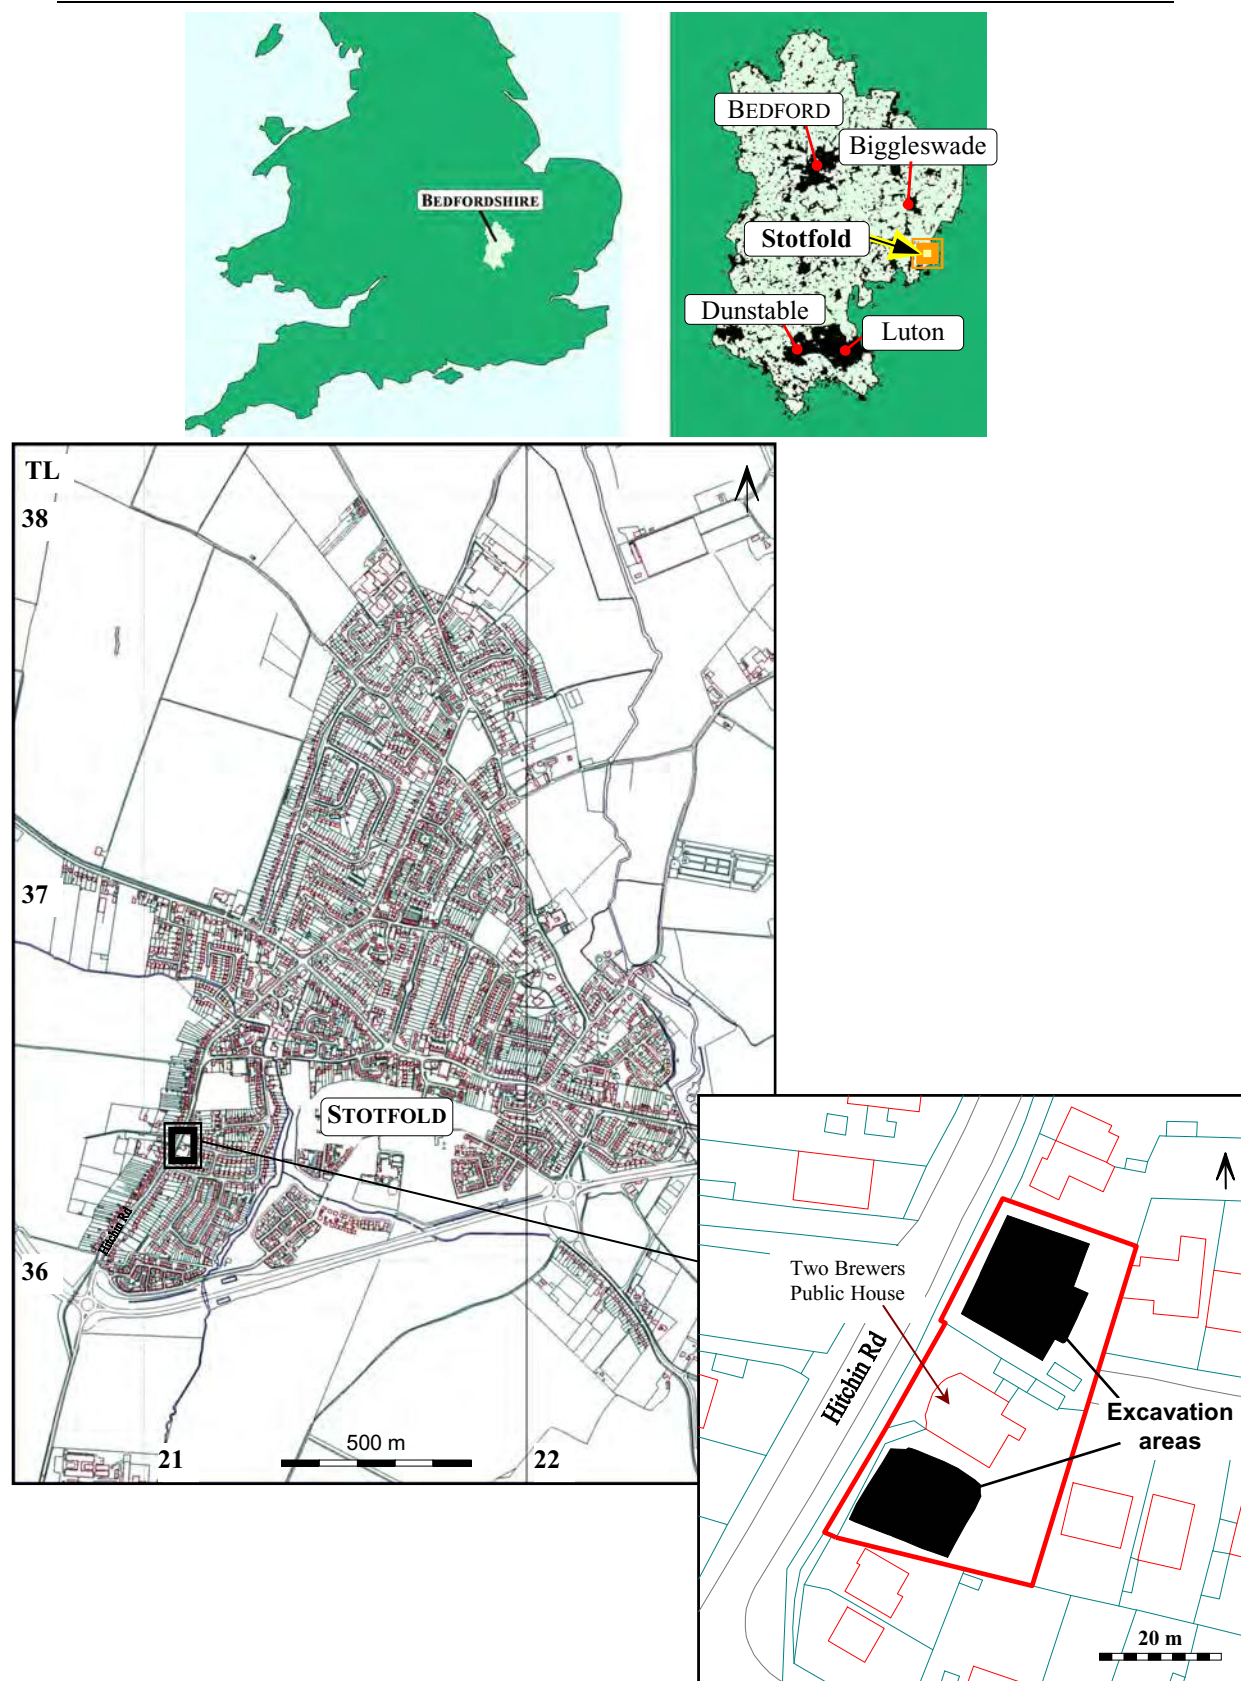 BEDFORDSHIRE
BEDFORD
Biggleswade
Stotfold
Dunstable
Luton
TL
38
37
STOTFOLD
Hitchin Rd
36
21
500 m
22
Two Brewers
Public House
Hitchin Rd
Excavation
areas
20 m